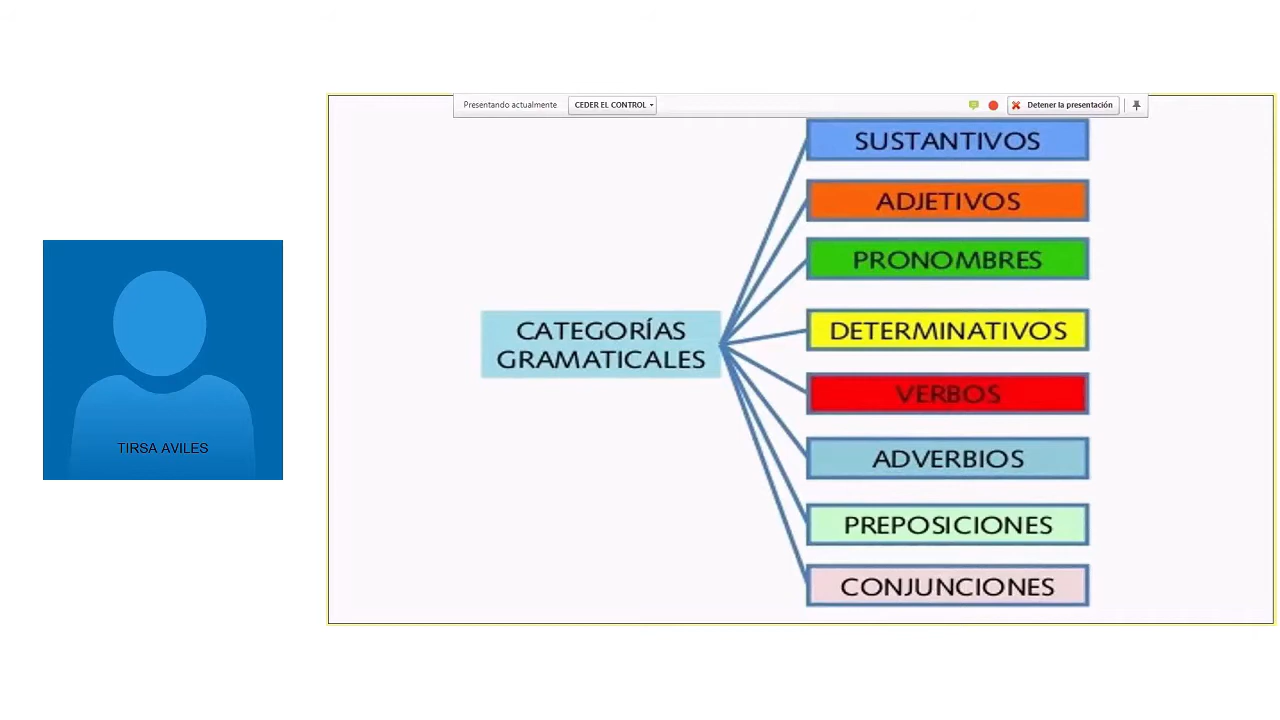 Presentando actualmente CEDER EL CONTROL Detener la presentación
SUSTANTIVOS
ADJETIVOS
PRONOMBRES
CATEGORÍAS
GRAMATICALES
DETERMINATIVOS
VERBOS
ADVERBIOS
PREPOSICIONES
CONJUNCIONES
TIRSA AVILES